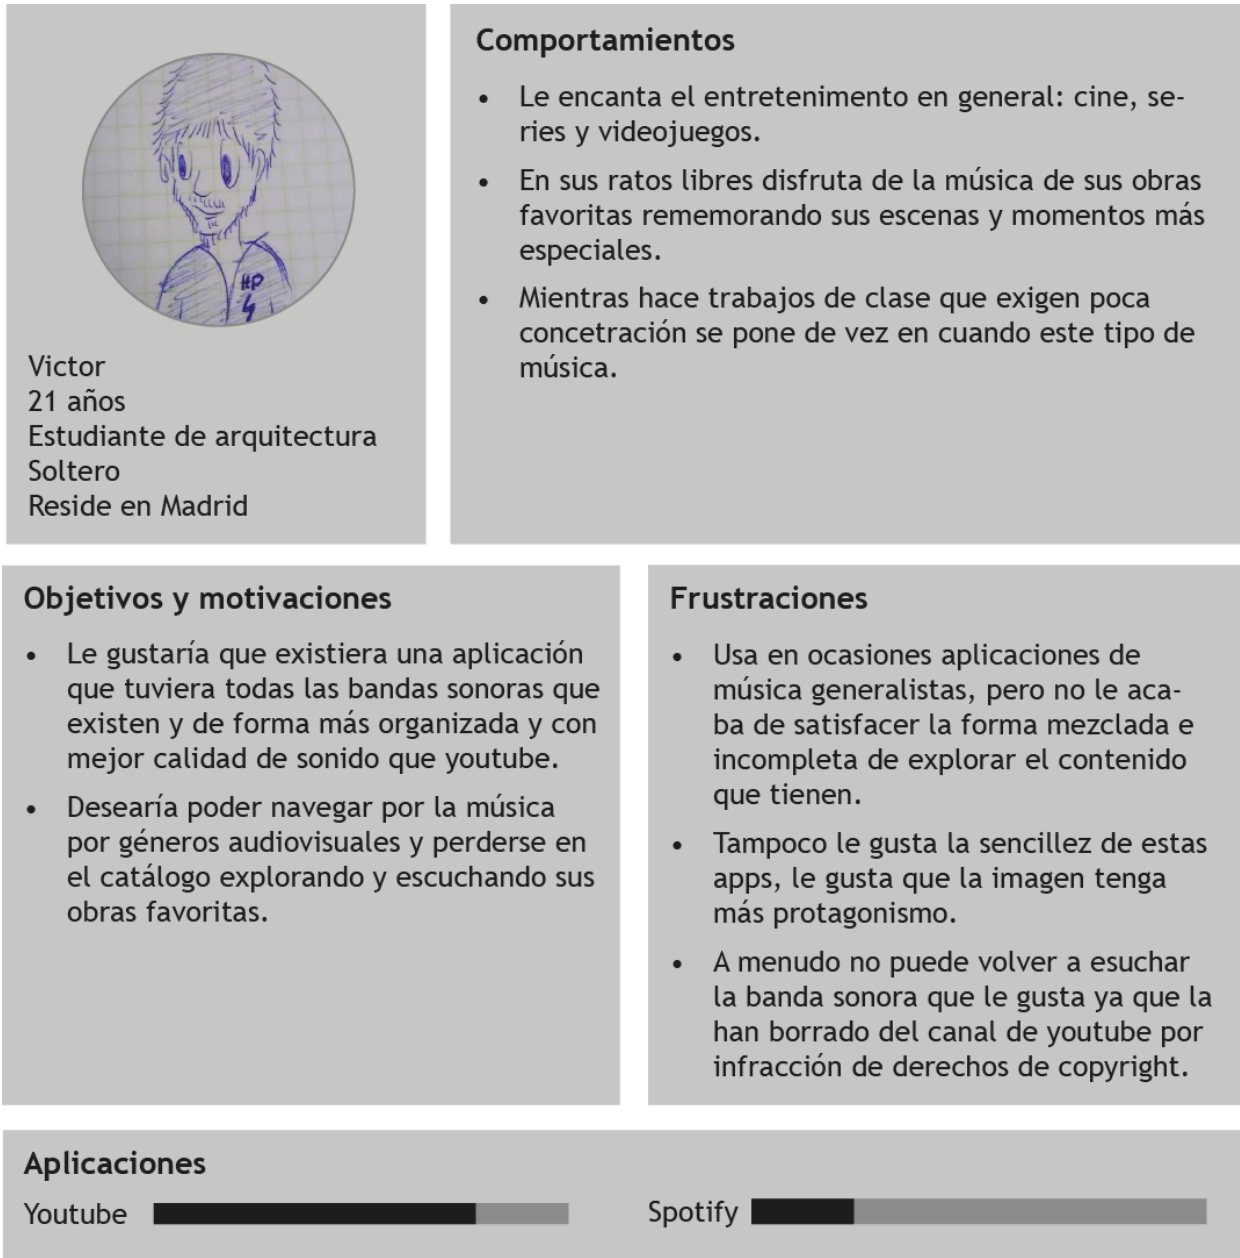 HP
Victor
21 años
Estudiante de arquitectura
Soltero
Reside en Madrid
Comportamientos
• Le encanta el entretenimento en general: cine, se-
ries y videojuegos.
• En sus ratos libres disfruta de la música de sus obras
favoritas rememorando sus escenas y momentos más
especiales.
• Mientras hace trabajos de clase que exigen poca
concetración se pone de vez en cuando este tipo de
música.
Objetivos y motivaciones
• Le gustaría que existiera una aplicación
que tuviera todas las bandas sonoras que
existen y de forma más organizada y con
mejor calidad de sonido que youtube.
• Desearía poder navegar por la música
por géneros audiovisuales y perderse en
el catálogo explorando y escuchando sus
obras favoritas.
Frustraciones
• Usa en ocasiones aplicaciones de
música generalistas, pero no le aca-
ba de satisfacer la forma mezclada e
incompleta de explorar el contenido
que tienen.
• Tampoco le gusta la sencillez de estas
apps, le gusta que la imagen tenga
más protagonismo.
• A menudo no puede volver a esuchar
la banda sonora que le gusta ya que la
han borrado del canal de youtube por
infracción de derechos de copyright.
Aplicaciones
Youtube
Spotify